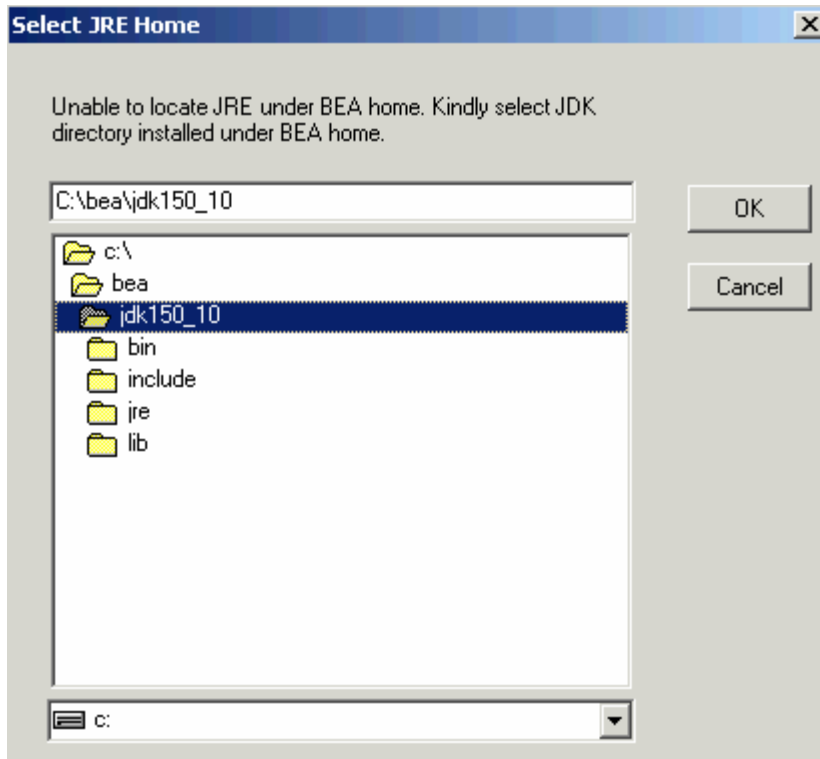 Select JRE Home
Unable to locate JRE under BEA home. Kindly select JDK
directory installed under BEA home.
C:\bea\jdk150_10
OK
c:\
bea
Cancel
jdk150_10
bin
include
jre
lib
c: